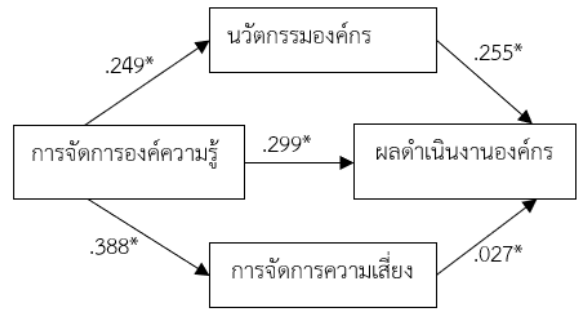 นวัตกรรมองค์กร
.249*
.255*
การจัดการองค์ความรู้
.299*
ผลดำเนินงานองค์กร
.388*
การจัดการความเสี่ยง
.027*